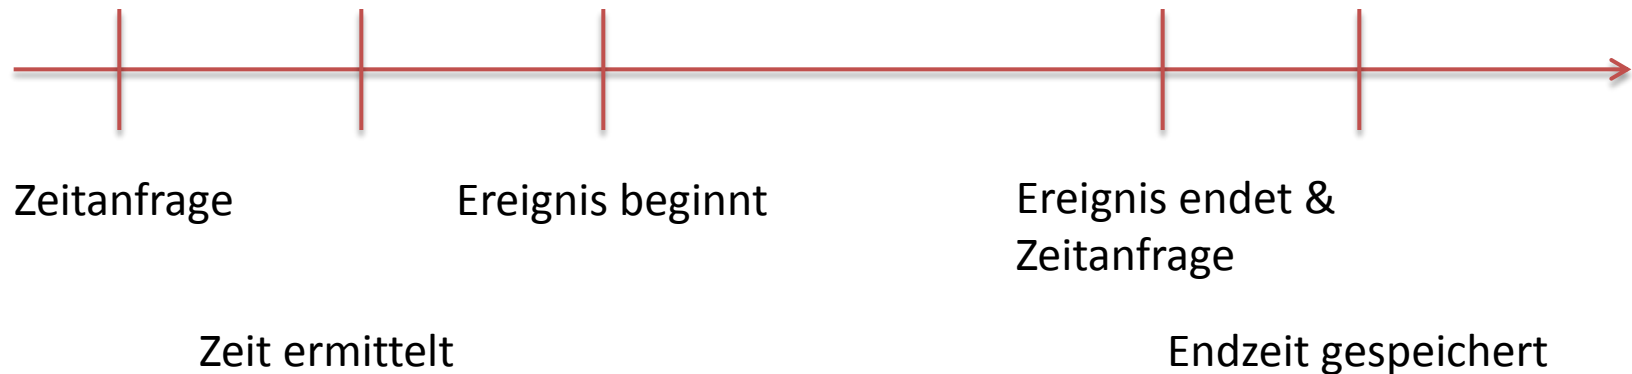 Zeitanfrage
Ereignis beginnt
Ereignis endet &
Zeitanfrage
Zeit ermittelt
Endzeit gespeichert